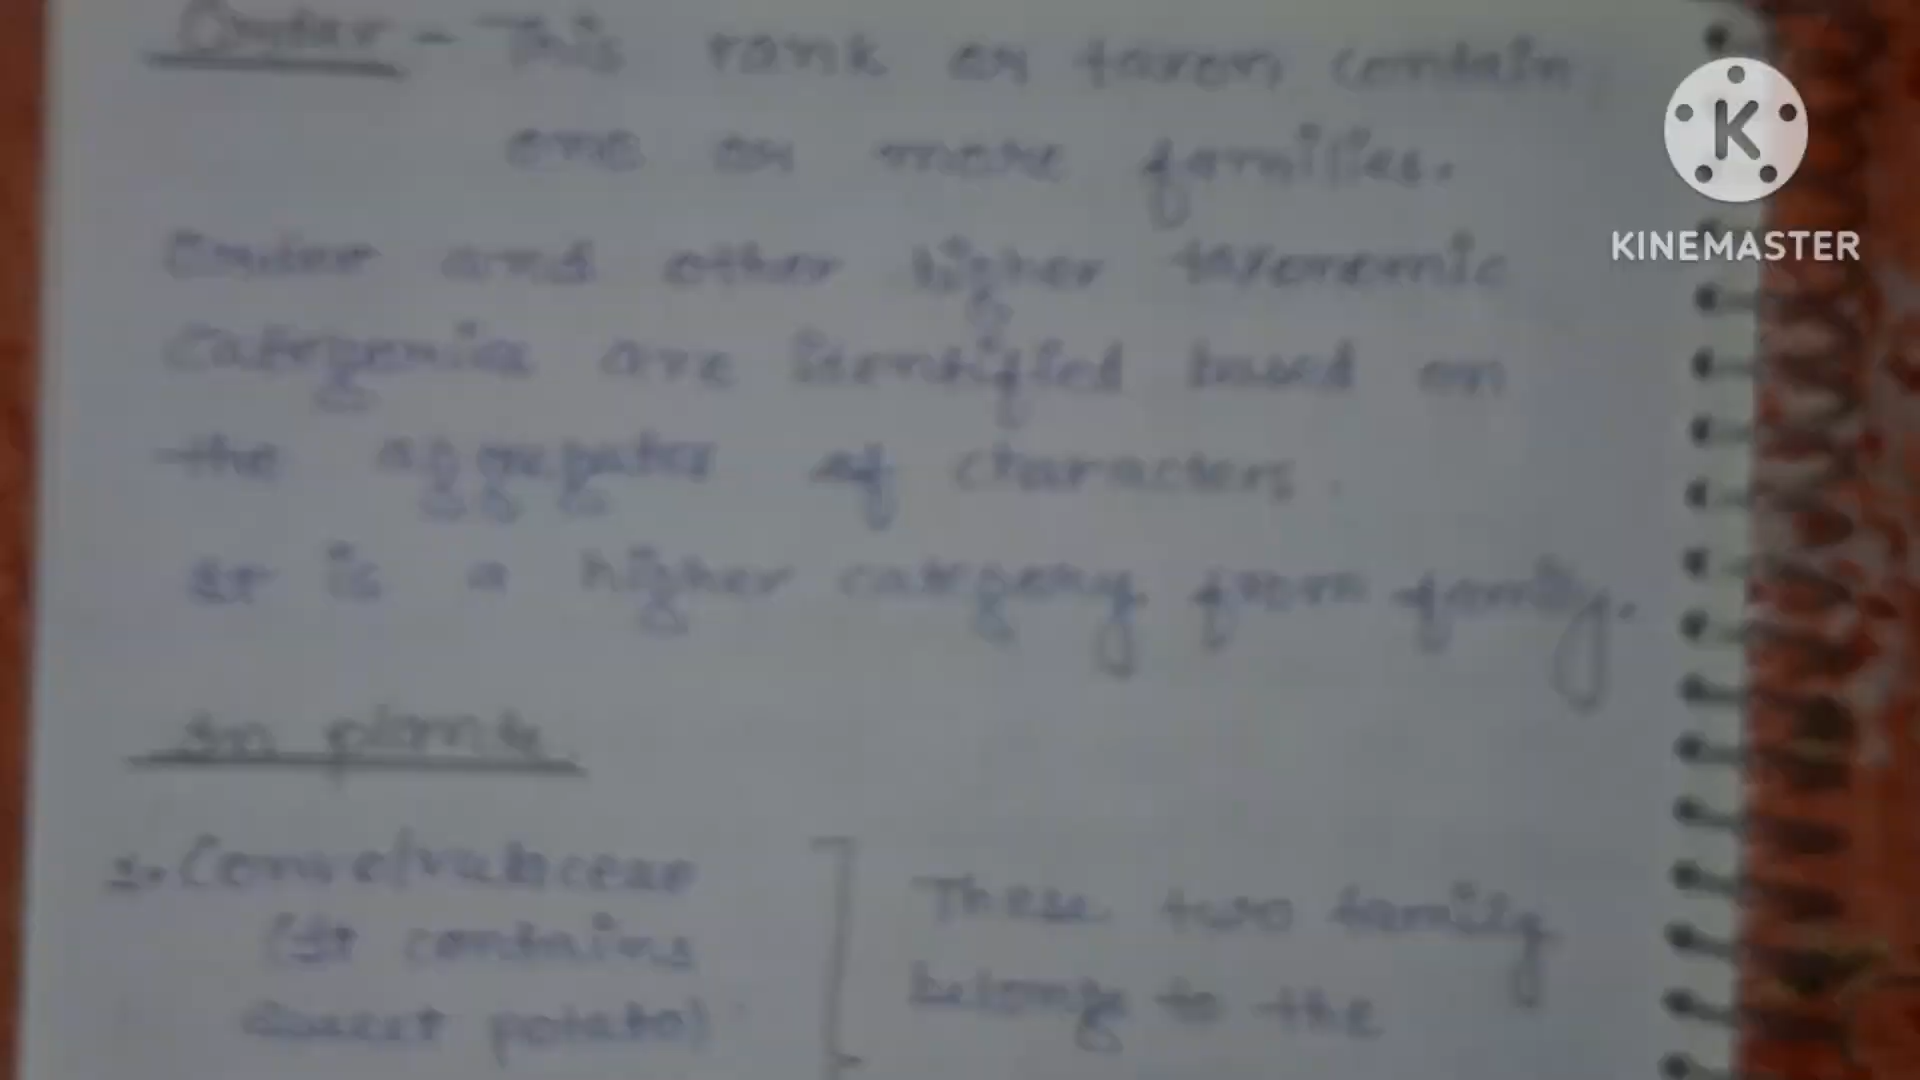 Order - This rank or taxon contain
one or more families.
Order and other higher taxonomic
categories are identified based on
the aggregates of characters.
It is a higher category from family.
In plants
1. Convolvulaceae
(It contains
sweet potato)
These two family
belongs to the
K
KINEMASTER